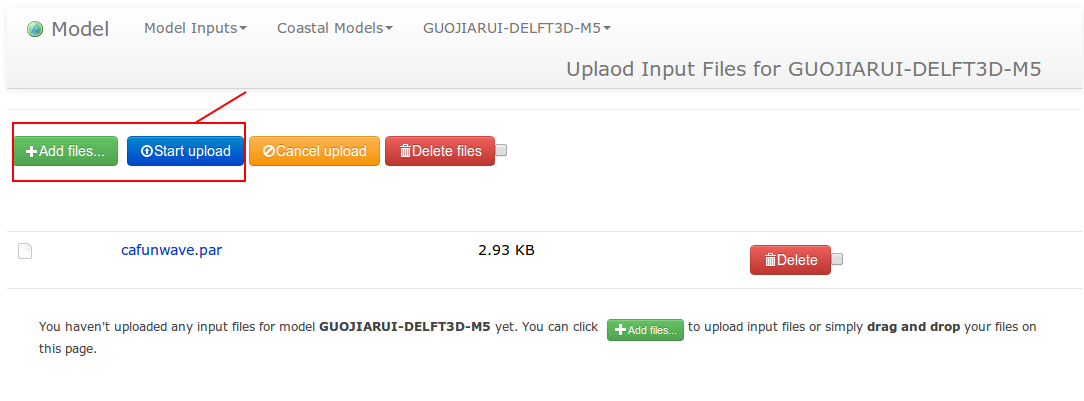 Model Model Inputs Coastal Models GUOJIARUI-DELFT3D-M5
Uplaod Input Files for GUOJIARUI-DELFT3D-M5
Add files... Start upload Cancel upload Delete files
cafunwave.par 2.93 KB Delete
You haven't uploaded any input files for model GUOJIARUI-DELFT3D-M5 yet. You can click Add files... to upload input files or simply drag and drop your files on
this page.